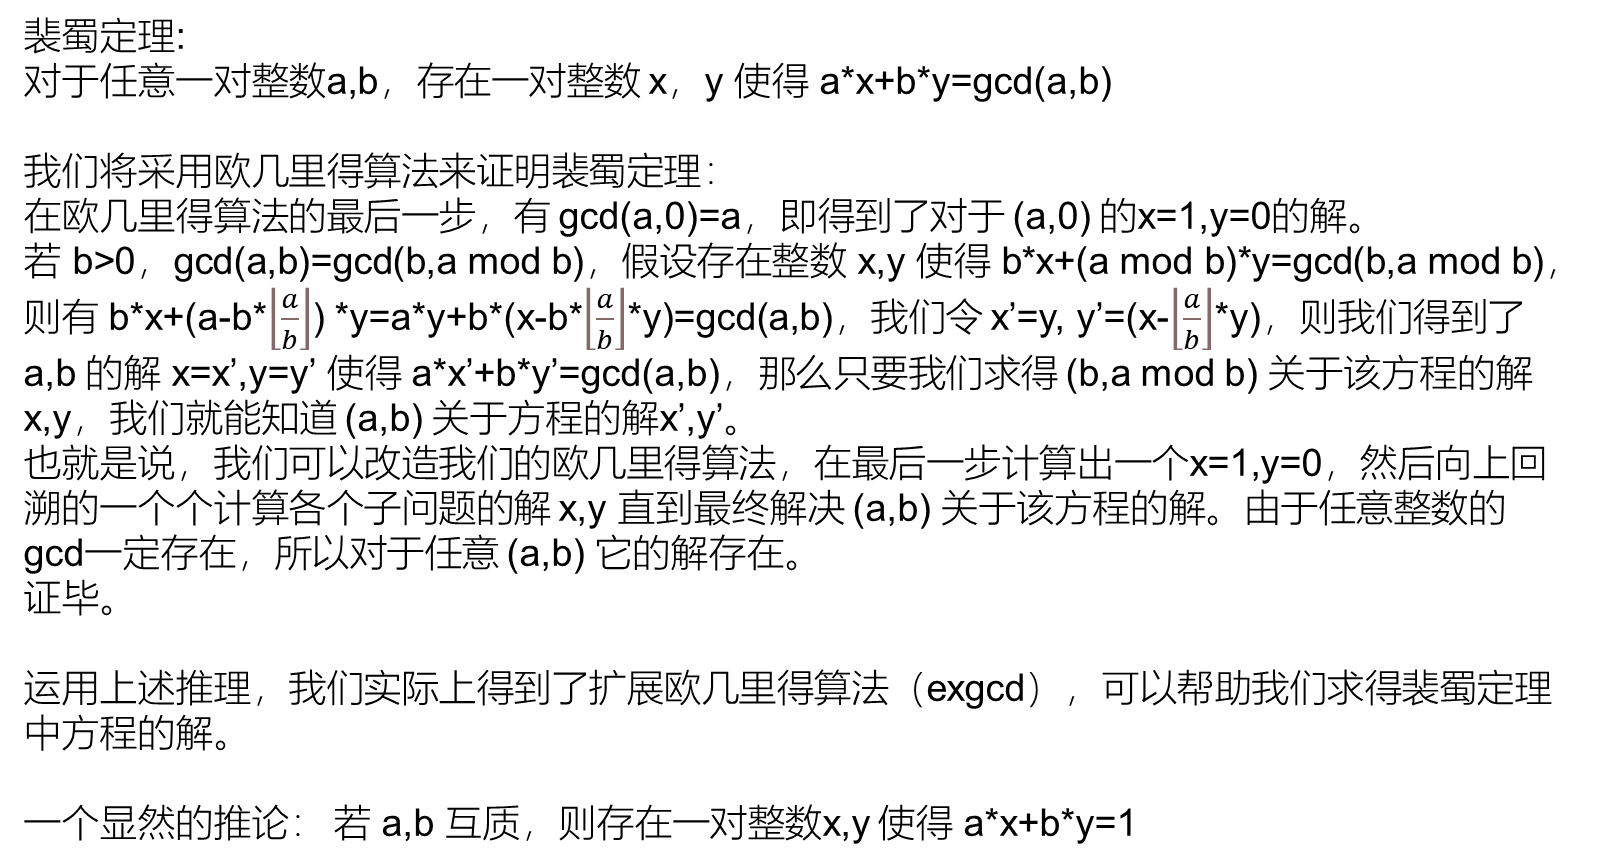 裴蜀定理:
对于任意一对整数a,b，存在一对整数 x，y 使得 a*x+b*y=gcd(a,b)
我们将采用欧几里得算法来证明裴蜀定理：
在欧几里得算法的最后一步，有 gcd(a,0)=a，即得到了对于 (a,0) 的x=1,y=0的解。
若 b>0，gcd(a,b)=gcd(b,a mod b)，假设存在整数 x,y 使得 b*x+(a mod b)*y=gcd(b,a mod b)，
则有 b*x+(a-b*⌊a/b⌋) *y=a*y+b*(x-b*⌊a/b⌋*y)=gcd(a,b)，我们令 x’=y, y’=(x-⌊a/b⌋*y)，则我们得到了
a,b 的解 x=x’,y=y’ 使得 a*x’+b*y’=gcd(a,b)，那么只要我们求得 (b,a mod b) 关于该方程的解
x,y，我们就能知道 (a,b) 关于方程的解x’,y’。
也就是说，我们可以改造我们的欧几里得算法，在最后一步计算出一个x=1,y=0，然后向上回
溯的一个个计算各个子问题的解 x,y 直到最终解决 (a,b) 关于该方程的解。由于任意整数的
gcd一定存在，所以对于任意 (a,b) 它的解存在。
证毕。
运用上述推理，我们实际上得到了扩展欧几里得算法（exgcd），可以帮助我们求得裴蜀定理
中方程的解。
一个显然的推论： 若 a,b 互质，则存在一对整数x,y 使得 a*x+b*y=1